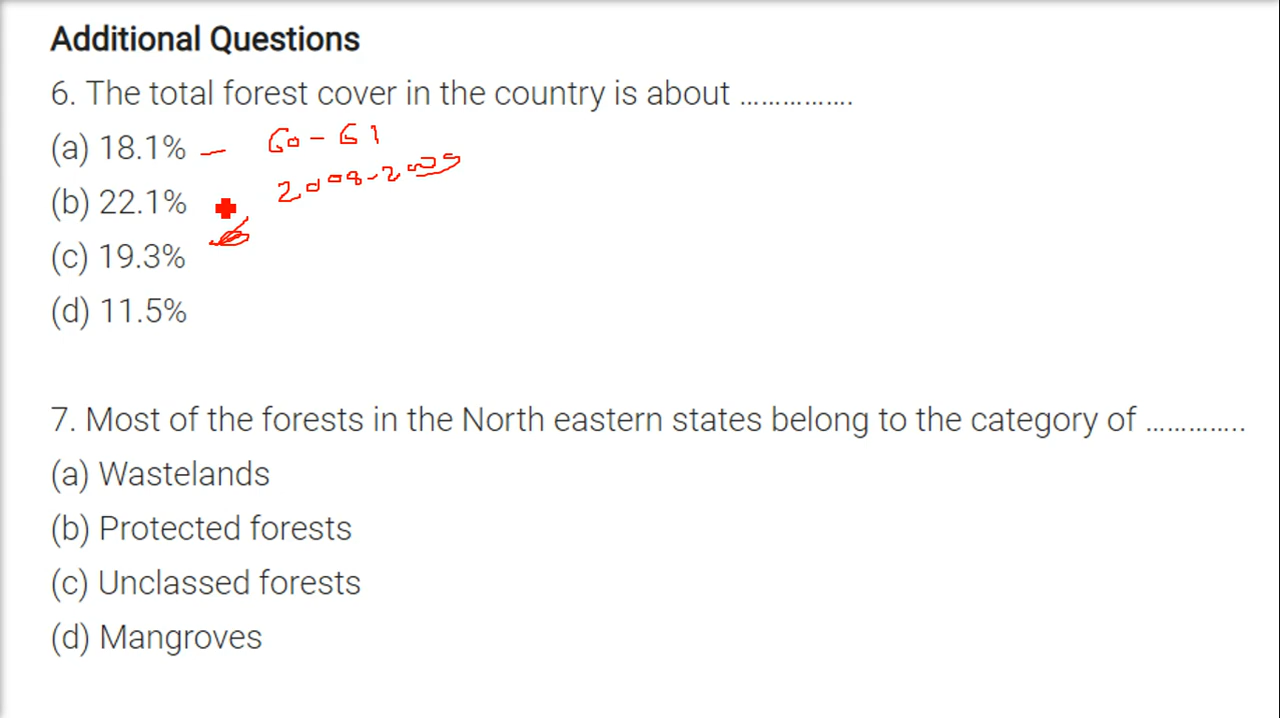 Additional Questions
6. The total forest cover in the country is about ................
(a) 18.1% – 60-61
(b) 22.1% 2008-2009
(c) 19.3%
(d) 11.5%
7. Most of the forests in the North eastern states belong to the category of ..............
(a) Wastelands
(b) Protected forests
(c) Unclassed forests
(d) Mangroves